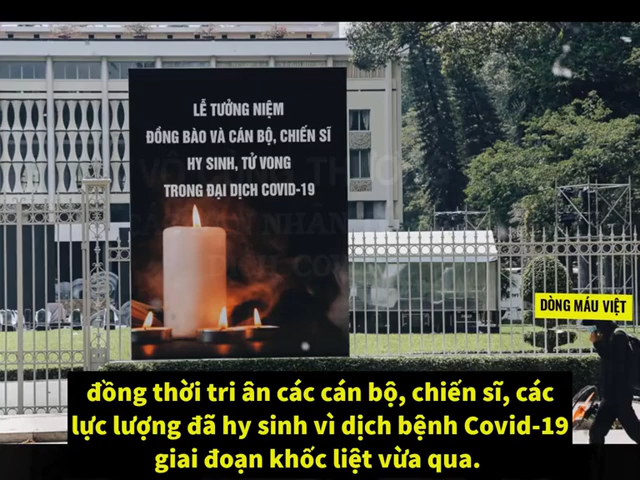 LỄ TƯỞNG NIỆM
ĐỒNG BÀO VÀ CÁN BỘ, CHIẾN SĨ
HY SINH, TỬ VONG
TRONG ĐẠI DỊCH COVID-19
DÒNG MÁU VIỆT
đồng thời tri ân các cán bộ, chiến sĩ, các
lực lượng đã hy sinh vì dịch bệnh Covid-19
giai đoạn khốc liệt vừa qua.